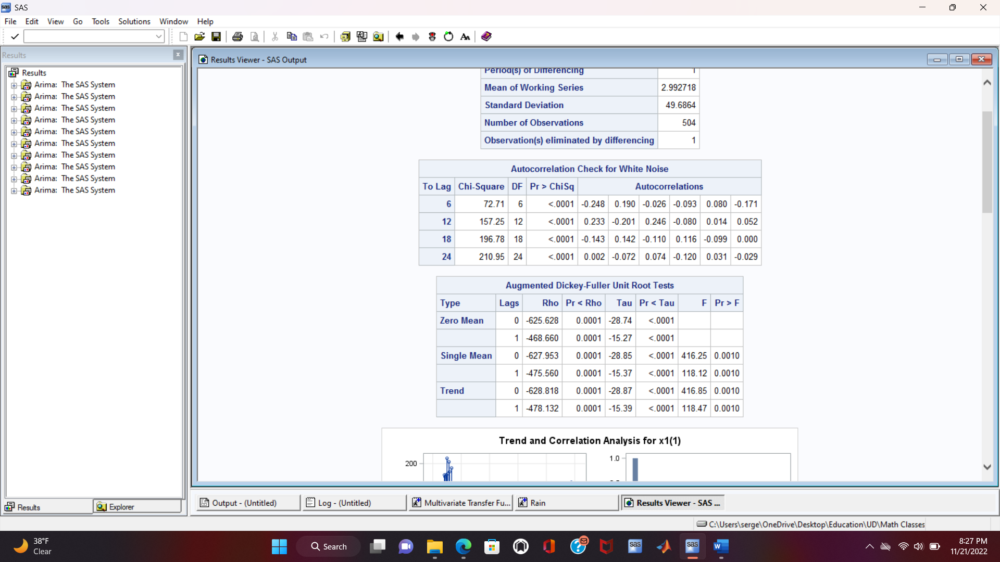 SAS
File Edit View Go Tools Solutions Window Help
Results
Results
Arima: The SAS System
Arima: The SAS System
Arima: The SAS System
Arima: The SAS System
Arima: The SAS System
Arima: The SAS System
Arima: The SAS System
Arima: The SAS System
Arima: The SAS System
Arima: The SAS System
Results Explorer
Results Viewer - SAS Output
Period(s) of Differencing 1
Mean of Working Series 2.992718
Standard Deviation 49.6864
Number of Observations 504
Observation(s) eliminated by differencing 1
Autocorrelation Check for White Noise
To Lag Chi-Square DF Pr > ChiSq Autocorrelations
6 72.71 6 <.0001 -0.248 0.190 -0.026 -0.093 0.080 -0.171
12 157.25 12 <.0001 0.233 -0.201 0.246 -0.080 0.014 0.052
18 196.78 18 <.0001 -0.143 0.142 -0.110 0.116 -0.099 0.000
24 210.95 24 <.0001 0.002 -0.072 0.074 -0.120 0.031 -0.029
Augmented Dickey-Fuller Unit Root Tests
Type Lags Rho Pr < Rho Tau Pr < Tau F Pr > F
Zero Mean 0 -625.628 0.0001 -28.74 <.0001
1 -468.660 0.0001 -15.27 <.0001
Single Mean 0 -627.953 0.0001 -28.85 <.0001 416.25 0.0010
1 -475.560 0.0001 -15.37 <.0001 118.12 0.0010
Trend 0 -628.818 0.0001 -28.87 <.0001 416.85 0.0010
1 -478.132 0.0001 -15.39 <.0001 118.47 0.0010
Trend and Correlation Analysis for x1(1)
200
1.0
Output - (Untitled) Log - (Untitled) Multivariate Transfer Fu... Rain Results Viewer - SAS ...
C:\Users\serge\OneDrive\Desktop\Education\UD\Math Classes
38°F
Clear
Search
8:27 PM
11/21/2022